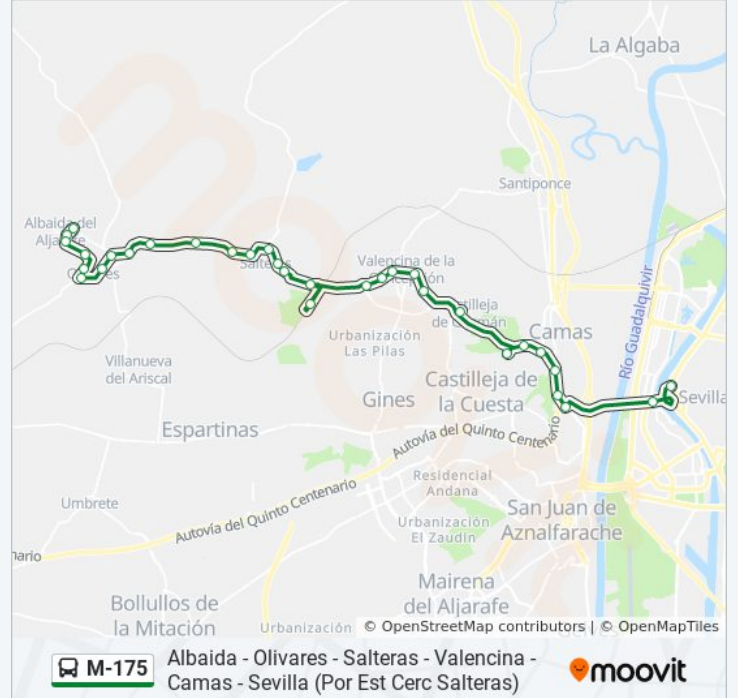 La Algaba
Santiponce
Albaida del
Aljarafe
Olivares
Salteras
Valencina de la
Concepción
Castilleja
de Guzmán
Camas
Río Guadalquivir
Urbanización
Las Pilas
Villanueva
del Ariscal
Castilleja de
la Cuesta
Sevilla
Gines
Espartinas
Autovía del Quinto Centenario
Residencial
Andana
Autovía del Quinto Centenario
Umbrete
San Juan de
Aznalfarache
Urbanización
El Zaudín
nario
Mairena
del Aljarafe
Bollullos de
la Mitación
Urbanización
© OpenStreetMap contributors | © OpenMapTiles
Gelves
M-175
Albaida - Olivares - Salteras - Valencina -
Camas - Sevilla (Por Est Cerc Salteras)
moovit